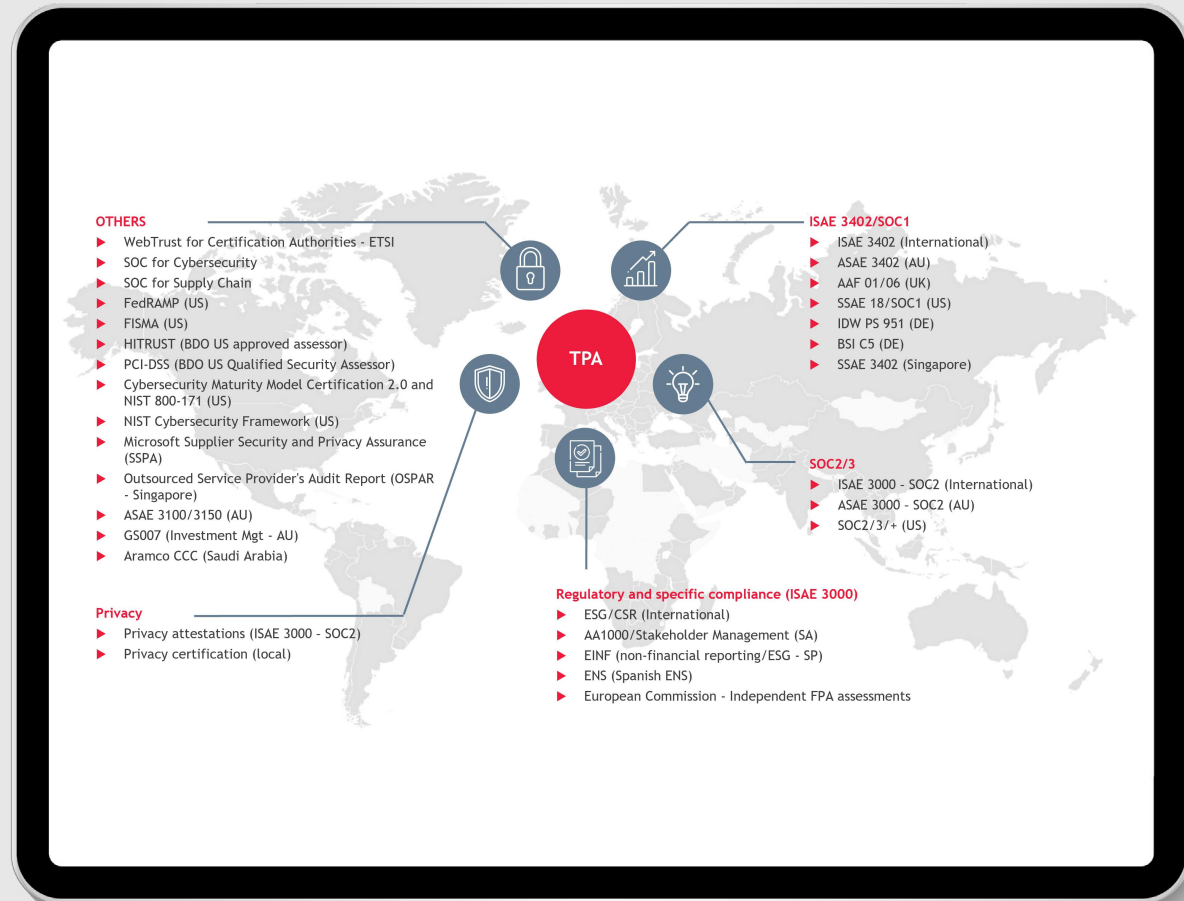 OTHERS
WebTrust for Certification Authorities - ETSI
SOC for Cybersecurity
SOC for Supply Chain
FedRAMP (US)
FISMA (US)
HITRUST (BDO US approved assessor)
PCI-DSS (BDO US Qualified Security Assessor)
Cybersecurity Maturity Model Certification 2.0 and
NIST 800-171 (US)
NIST Cybersecurity Framework (US)
Microsoft Supplier Security and Privacy Assurance
(SSPA)
Outsourced Service Provider's Audit Report (OSPAR
- Singapore)
ASAE 3100/3150 (AU)
GS007 (Investment Mgt - AU)
Aramco CCC (Saudi Arabia)
Privacy
Privacy attestations (ISAE 3000 - SOC2)
Privacy certification (local)
TPA
ISAE 3402/SOC1
ISAE 3402 (International)
ASAE 3402 (AU)
AAF 01/06 (UK)
SSAE 18/SOC1 (US)
IDW PS 951 (DE)
BSI C5 (DE)
SSAE 3402 (Singapore)
SOC2/3
ISAE 3000 - SOC2 (International)
ASAE 3000 - SOC2 (AU)
SOC2/3/+ (US)
Regulatory and specific compliance (ISAE 3000)
ESG/CSR (International)
AA1000/Stakeholder Management (SA)
EINF (non-financial reporting/ESG - SP)
ENS (Spanish ENS)
European Commission - Independent FPA assessments